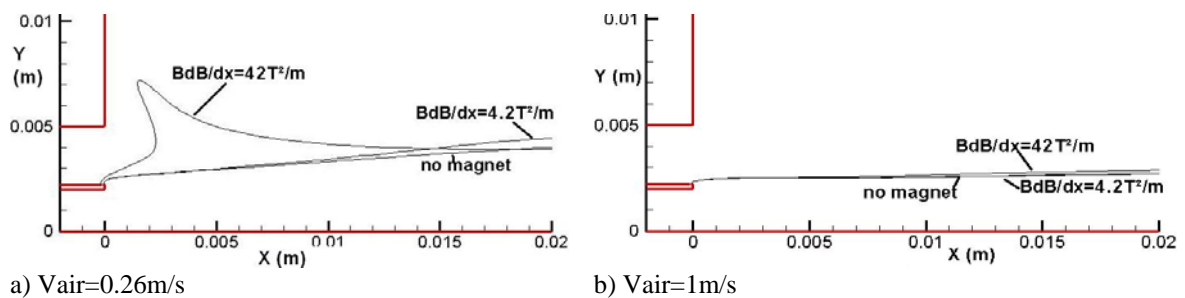 0.01
Y
(m)
BdB/dx=42T²/m
BdB/dx=4.2T²/m
0.005
no magnet
0
0
0.005
0.01
0.015
0.02
X (m)
a) Vair=0.26m/s
0.01
Y (m)
0.005
BdB/dx=42T²/m
no magnet
BdB/dx=4.2T²/m
0
0
0.005
0.01
0.015
0.02
X (m)
b) Vair=1m/s